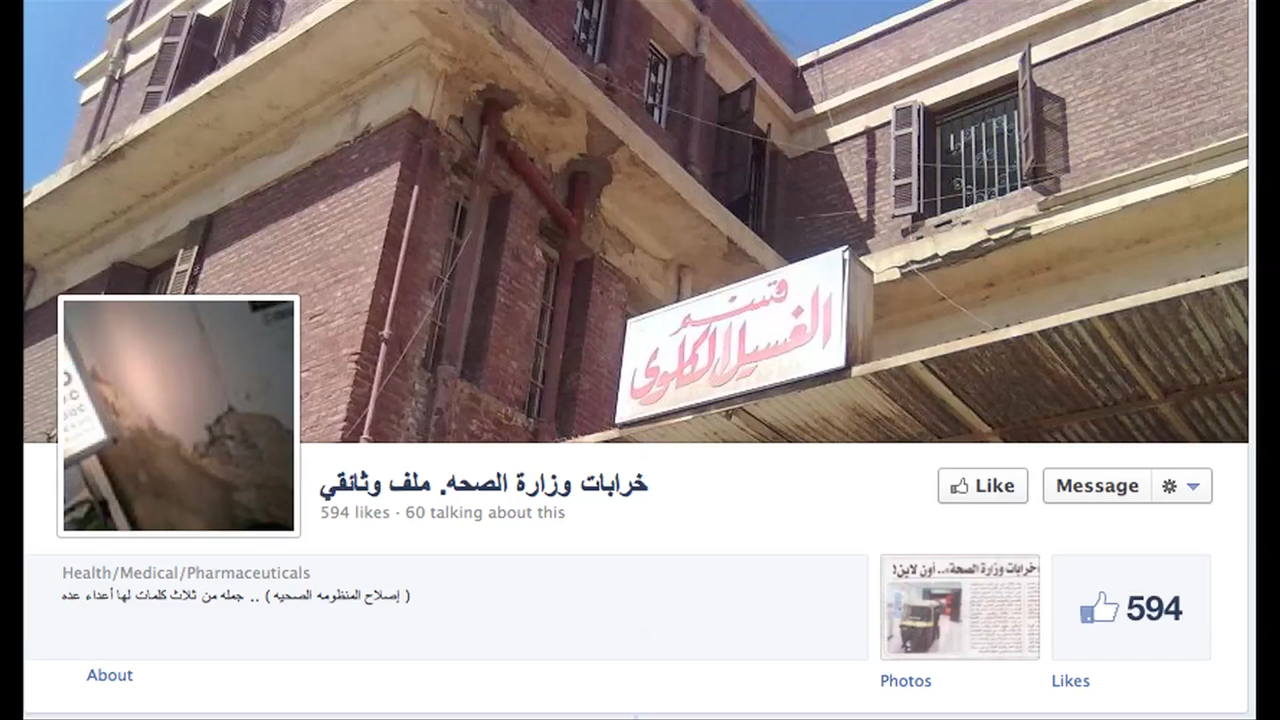 قسم
الغسيل الكلوى
خرابات وزارة الصحه. ملف وثائقي
594 likes · 60 talking about this
Like
Message
Health/Medical/Pharmaceuticals
( إصلاح المنظومه الصحيه ) .. جمله من ثلاث كلمات لها أعداء عده
خرابات وزارة الصحة».. أون لاين!
594
About
Photos
Likes